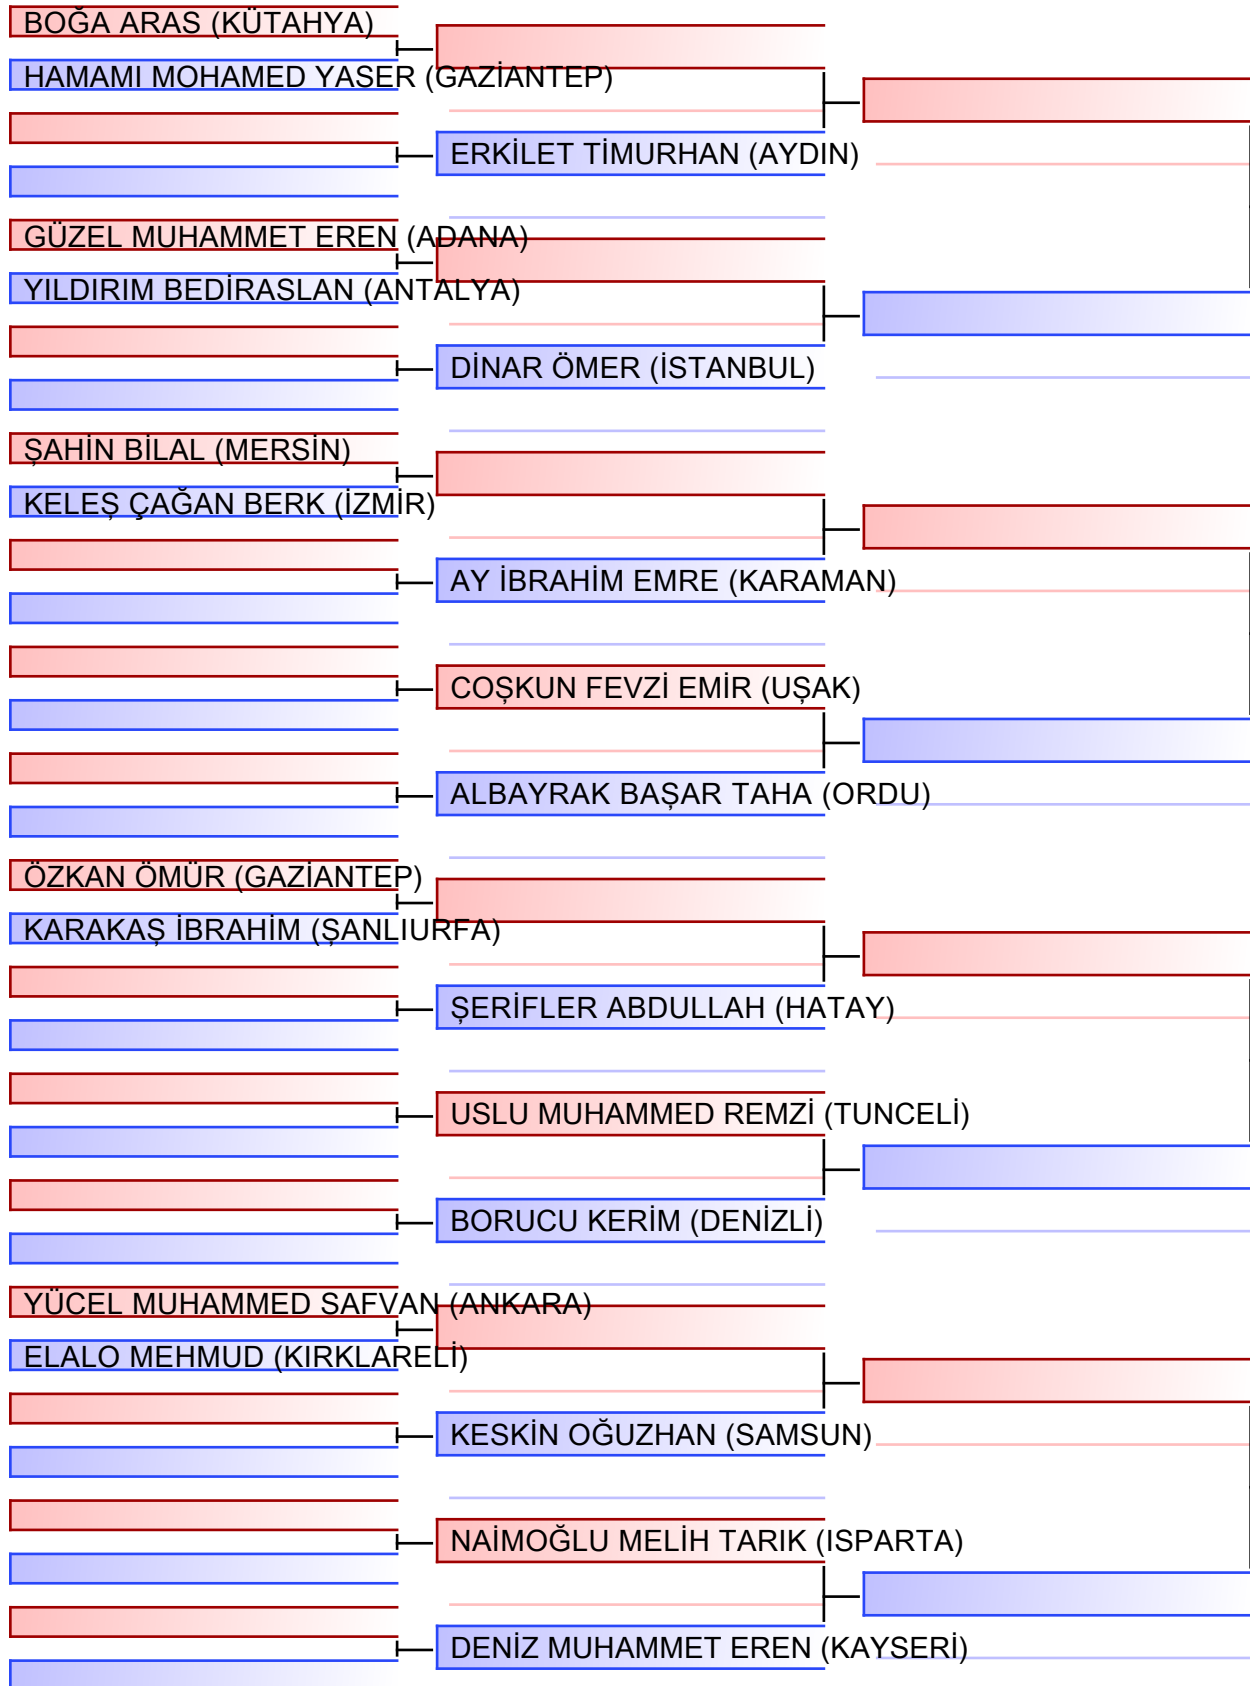 BOĞA ARAS (KÜTAHYA)
HAMAMI MOHAMED YASER (GAZİANTEP)
ERKİLET TİMURHAN (AYDIN)
GÜZEL MUHAMMET EREN (ADANA)
YILDIRIM BEDİRASLAN (ANTALYA)
DİNAR ÖMER (İSTANBUL)
ŞAHİN BİLAL (MERSİN)
KELEŞ ÇAĞAN BERK (İZMİR)
AY İBRAHİM EMRE (KARAMAN)
COŞKUN FEVZİ EMİR (UŞAK)
ALBAYRAK BAŞAR TAHA (ORDU)
ÖZKAN ÖMÜR (GAZİANTEP)
KARAKAŞ İBRAHİM (ŞANLIURFA)
ŞERİFLER ABDULLAH (HATAY)
USLU MUHAMMED REMZİ (TUNCELİ)
BORUCU KERİM (DENİZLİ)
YÜCEL MUHAMMED SAFVAN (ANKARA)
ELALO MEHMUD (KIRKLARELİ)
KESKİN OĞUZHAN (SAMSUN)
NAİMOĞLU MELİH TARIK (ISPARTA)
DENİZ MUHAMMET EREN (KAYSERİ)